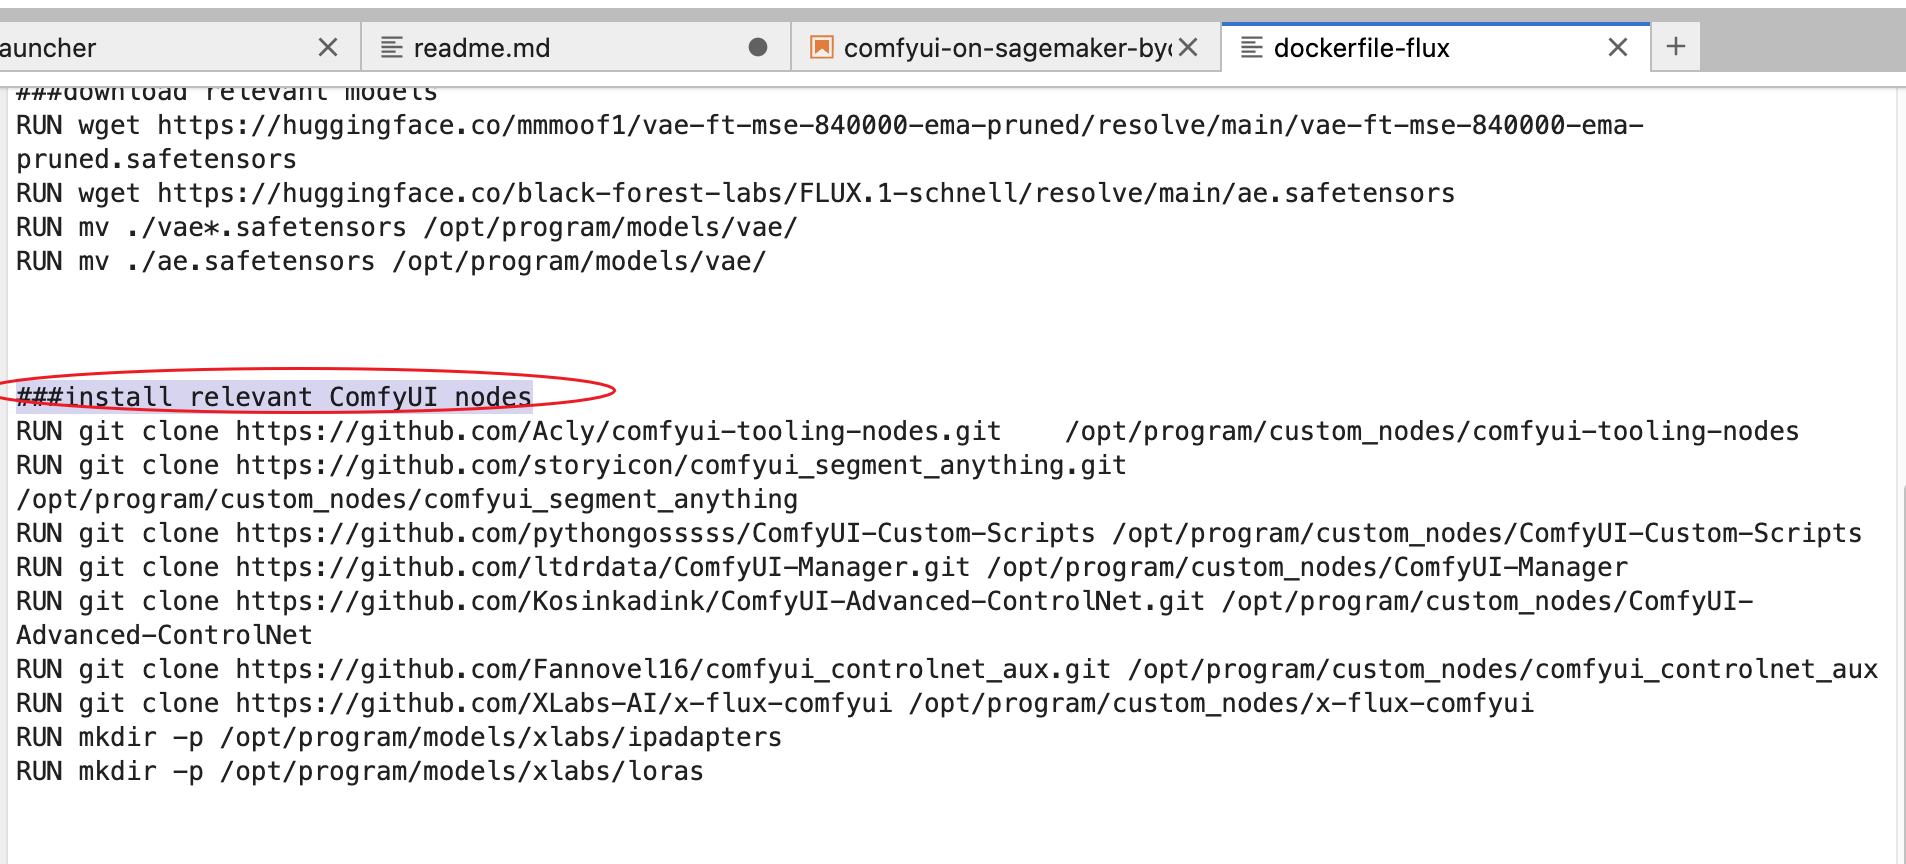 auncher
readme.md
comfyui-on-sagemaker-byo
dockerfile-flux
###download relevant models
RUN wget https://huggingface.co/mmmoof1/vae-ft-mse-840000-ema-pruned/resolve/main/vae-ft-mse-840000-ema-
pruned.safetensors
RUN wget https://huggingface.co/black-forest-labs/FLUX.1-schnell/resolve/main/ae.safetensors
RUN mv ./vae*.safetensors /opt/program/models/vae/
RUN mv ./ae.safetensors /opt/program/models/vae/
###install relevant ComfyUI nodes
RUN git clone https://github.com/Acly/comfyui-tooling-nodes.git    /opt/program/custom_nodes/comfyui-tooling-nodes
RUN git clone https://github.com/storyicon/comfyui_segment_anything.git
/opt/program/custom_nodes/comfyui_segment_anything
RUN git clone https://github.com/pythongosssss/ComfyUI-Custom-Scripts /opt/program/custom_nodes/ComfyUI-Custom-Scripts
RUN git clone https://github.com/ltdrdata/ComfyUI-Manager.git /opt/program/custom_nodes/ComfyUI-Manager
RUN git clone https://github.com/Kosinkadink/ComfyUI-Advanced-ControlNet.git /opt/program/custom_nodes/ComfyUI-
Advanced-ControlNet
RUN git clone https://github.com/Fannovel16/comfyui_controlnet_aux.git /opt/program/custom_nodes/comfyui_controlnet_aux
RUN git clone https://github.com/XLabs-AI/x-flux-comfyui /opt/program/custom_nodes/x-flux-comfyui
RUN mkdir -p /opt/program/models/xlabs/ipadapters
RUN mkdir -p /opt/program/models/xlabs/loras